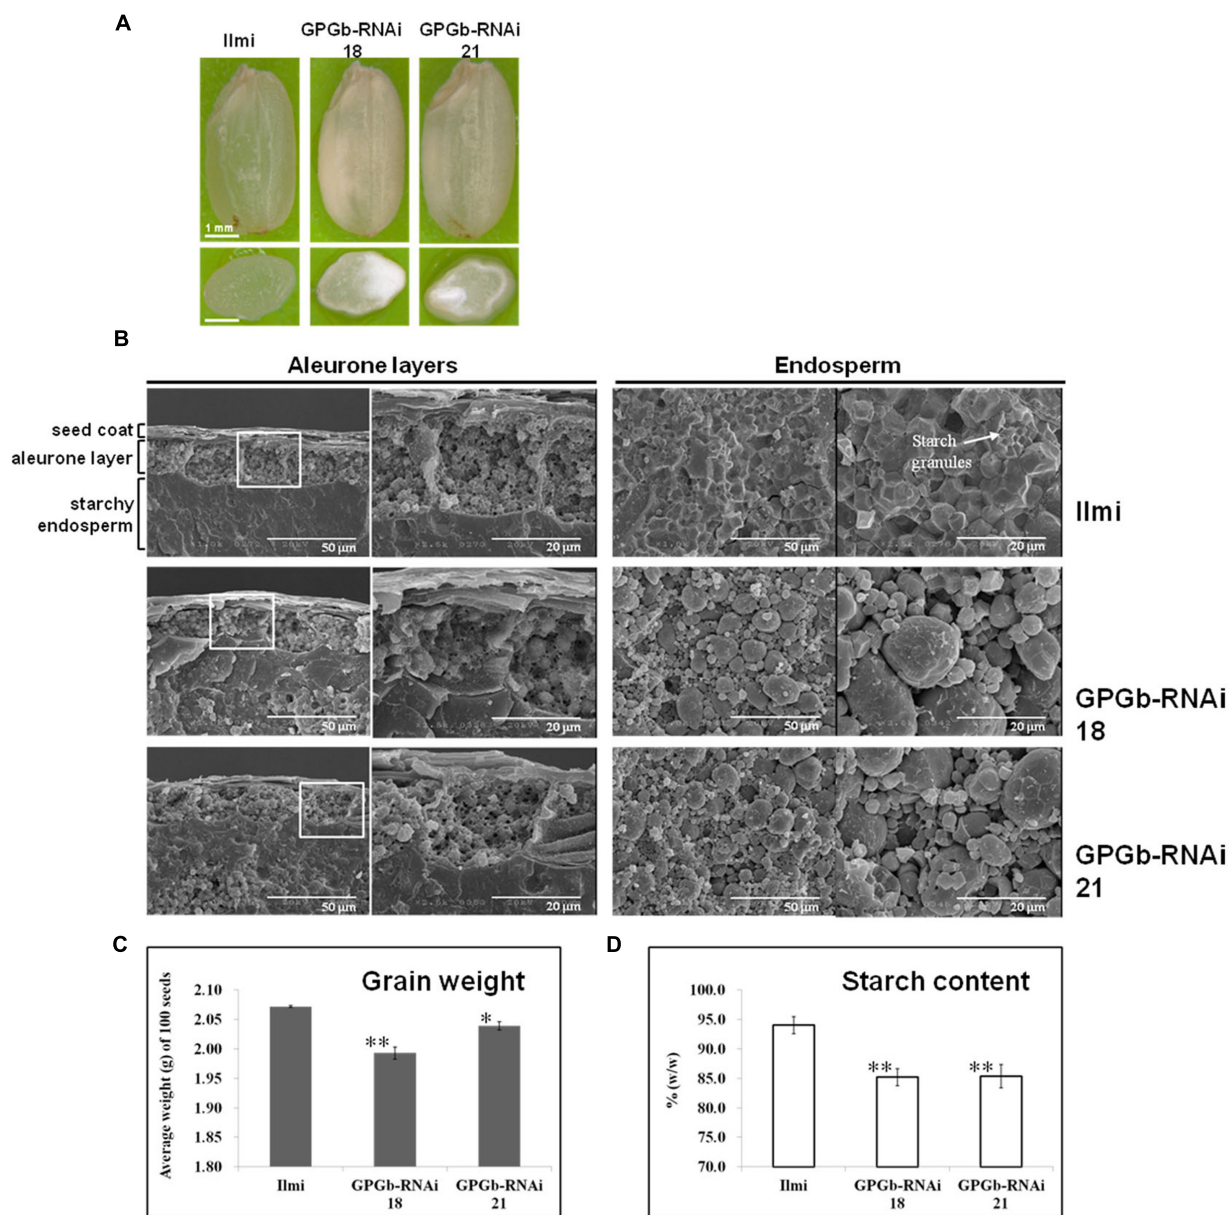 A
Ilmi
GPGb-RNAi
18
GPGb-RNAi
21
1 mm
B
Aleurone layers
Endosperm
seed coat
aleurone layer
starchy
endosperm
50 µm
20 µm
50 µm
Starch
granules
20 µm
Ilmi
50 µm
20 µm
50 µm
20 µm
GPGb-RNAi
18
50 µm
20 µm
50 µm
20 µm
GPGb-RNAi
21
C
Grain weight
Average weight (g) of 100 seeds
2.10
2.05
2.00
1.95
1.90
1.85
1.80
**
*
Ilmi
GPGb-RNAi
18
GPGb-RNAi
21
D
Starch content
% (w/w)
100.0
95.0
90.0
85.0
80.0
75.0
70.0
**
**
Ilmi
GPGb-RNAi
18
GPGb-RNAi
21